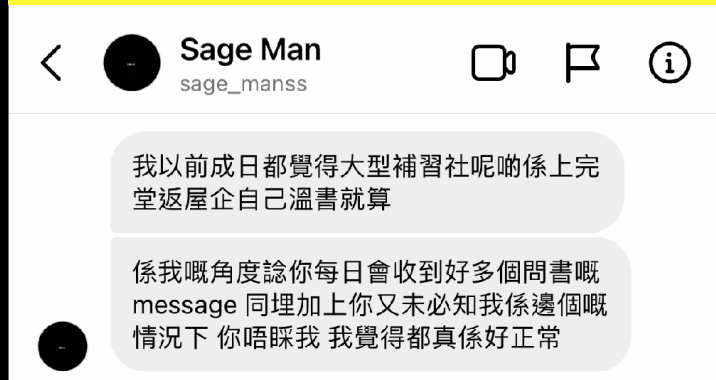 Sage Man
sage_manss
我以前成日都覺得大型補習社呢啲係上完
堂返屋企自己溫書就算
係我嘅角度諗你每日會收到好多個問書嘅
message 同埋加上你又未必知我係邊個嘅
情況下 你唔睬我 我覺得都真係好正常